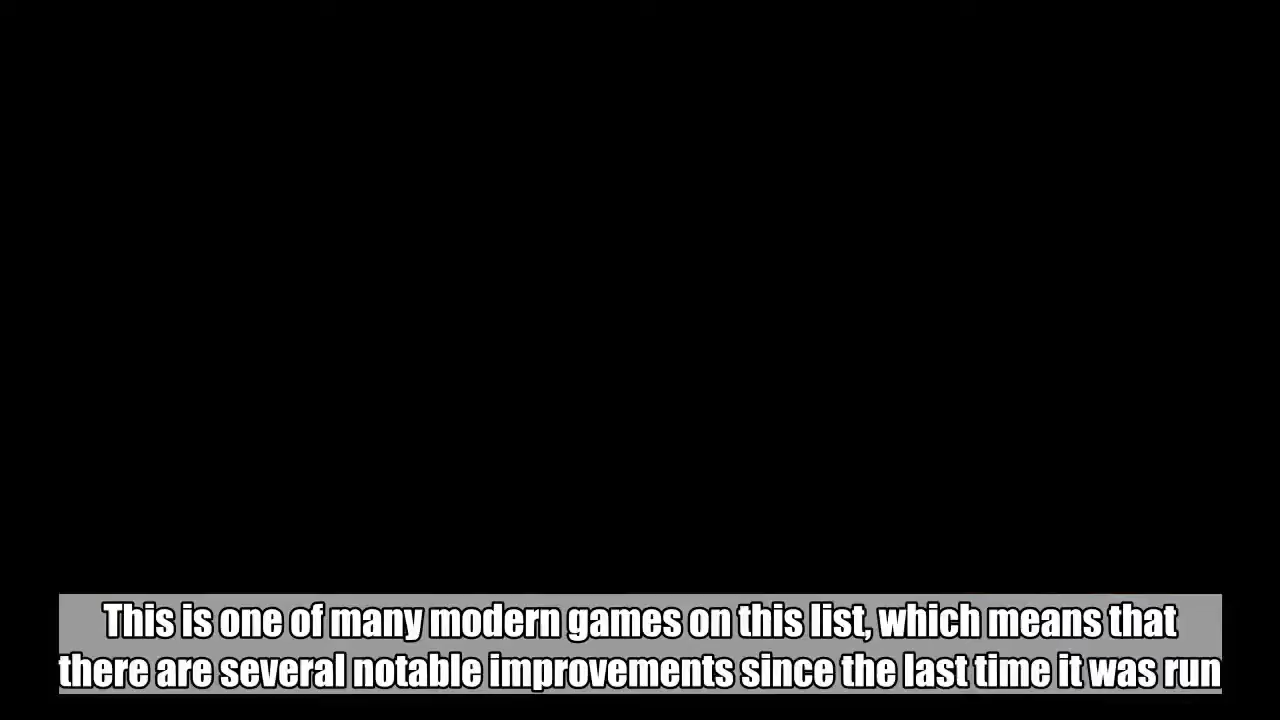 This is one of many modern games on this list, which means that
there are several notable improvements since the last time it was run